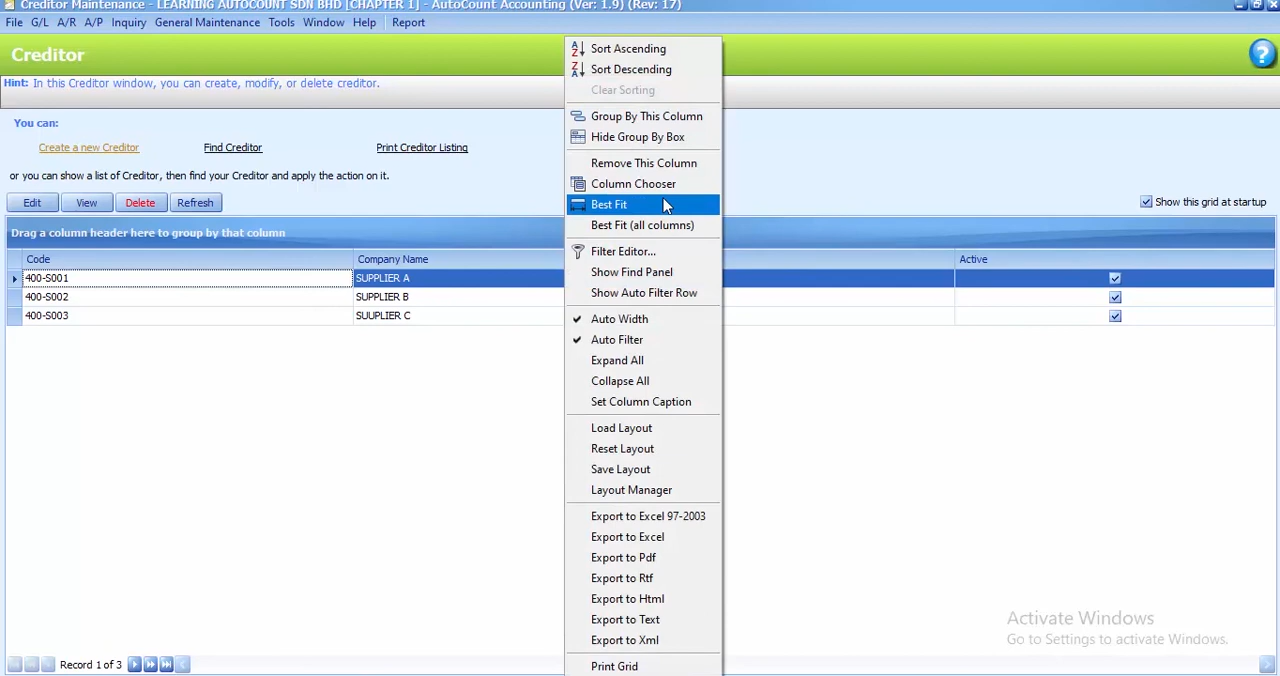 Creditor Maintenance - LEARNING AUTOCOUNT SDN BHD [CHAPTER 1] - AutoCount Accounting (Ver: 1.9) (Rev: 17)
File G/L A/R A/P Inquiry General Maintenance Tools Window Help Report
Creditor
?
Hint: In this Creditor window, you can create, modify, or delete creditor.
You can:
Create a new Creditor Find Creditor Print Creditor Listing
or you can show a list of Creditor, then find your Creditor and apply the action on it.
Edit View Delete Refresh
Show this grid at startup
Drag a column header here to group by that column
Code Company Name Active
400-S001 SUPPLIER A
400-S002 SUPPLIER B
400-S003 SUUPLIER C
Sort Ascending
Sort Descending
Clear Sorting
Group By This Column
Hide Group By Box
Remove This Column
Column Chooser
Best Fit
Best Fit (all columns)
Filter Editor...
Show Find Panel
Show Auto Filter Row
Auto Width
Auto Filter
Expand All
Collapse All
Set Column Caption
Load Layout
Reset Layout
Save Layout
Layout Manager
Export to Excel 97-2003
Export to Excel
Export to Pdf
Export to Rtf
Export to Html
Export to Text
Export to Xml
Print Grid
Activate Windows
Go to Settings to activate Windows.
Record 1 of 3